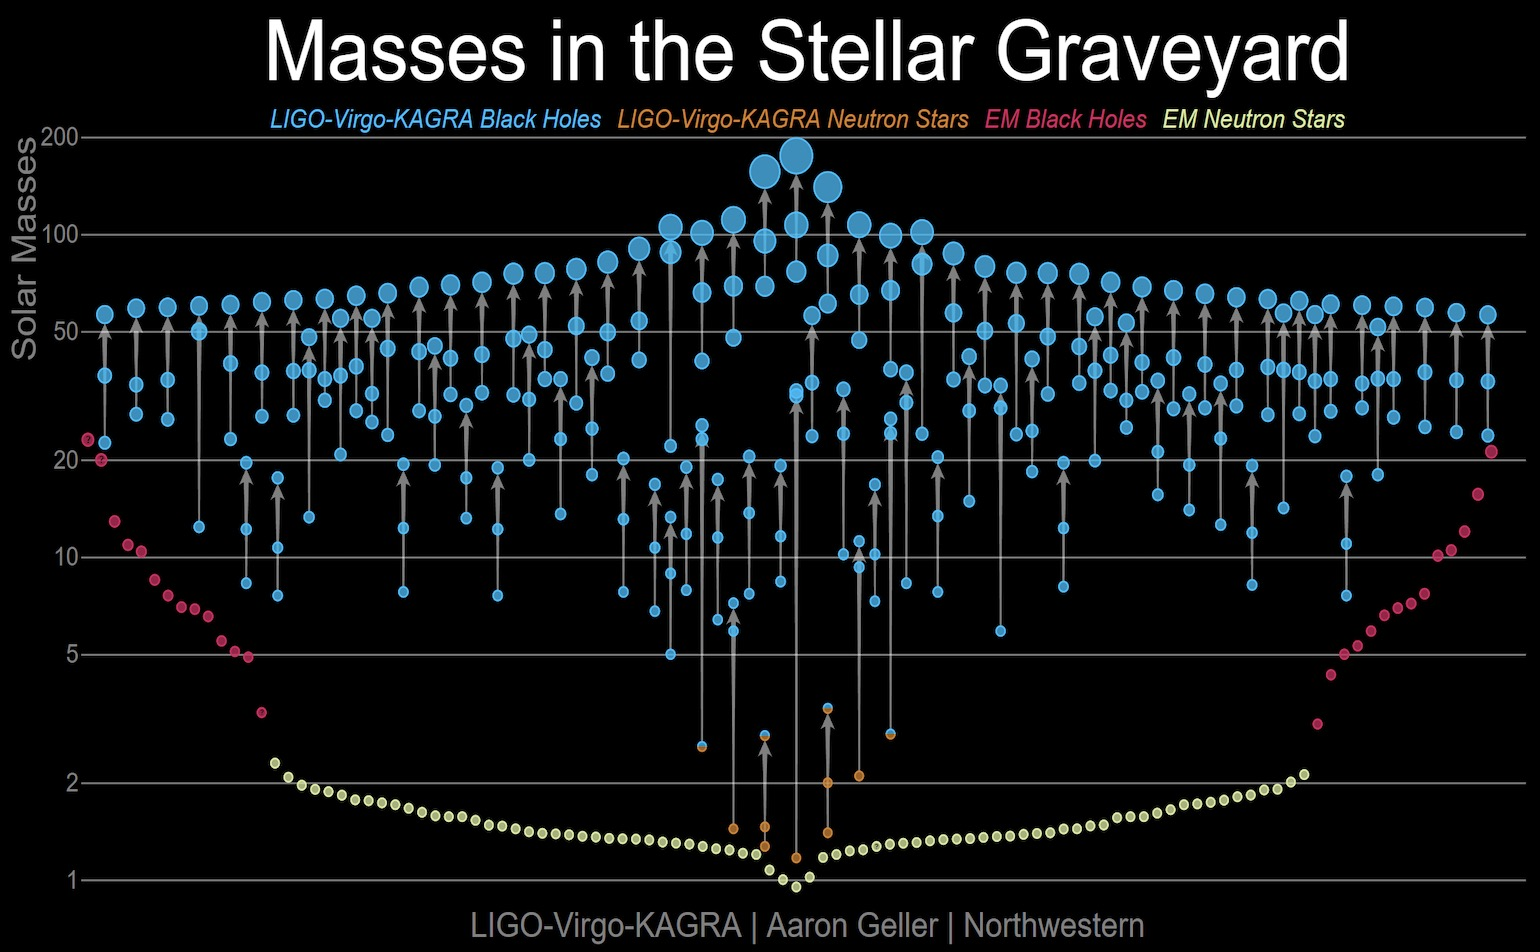 Masses in the Stellar Graveyard
LIGO-Virgo-KAGRA Black Holes LIGO-Virgo-KAGRA Neutron Stars EM Black Holes EM Neutron Stars
Solar Masses
200
100
50
20
10
5
2
1
LIGO-Virgo-KAGRA | Aaron Geller | Northwestern